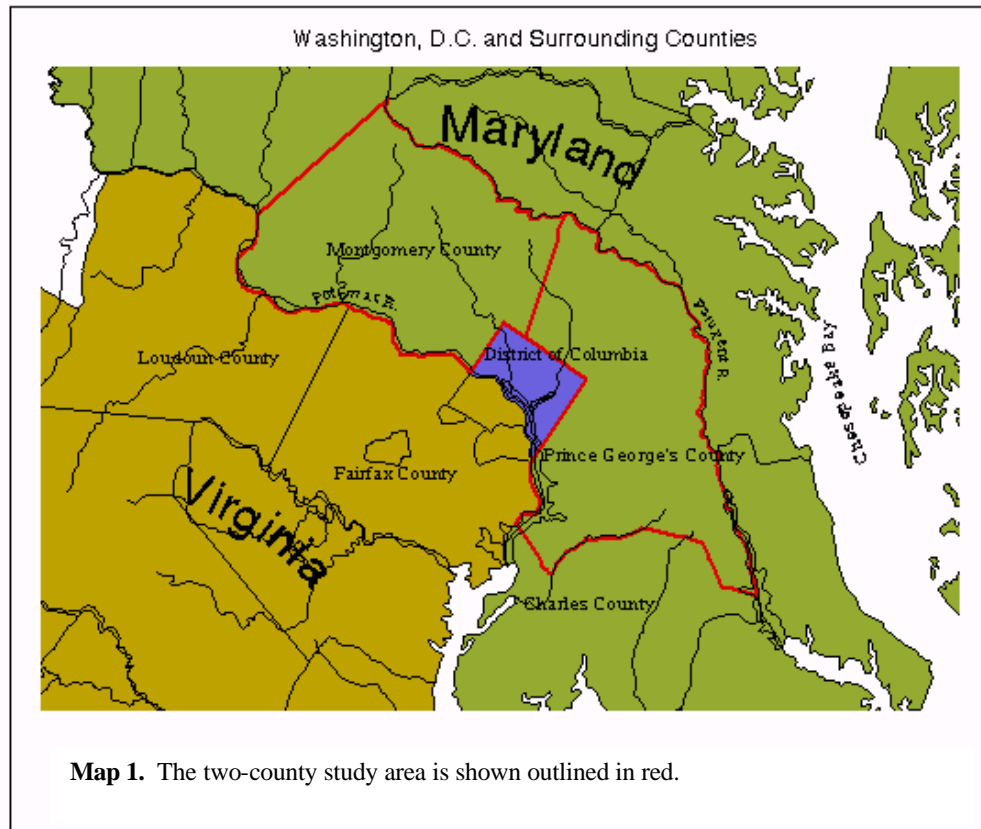 Washington, D.C. and Surrounding Counties
Maryland
Montgomery County
Potomac R.
Patuxent R.
Chesapeake Bay
Loudoun County
District of Columbia
Fairfax County
Prince George's County
Virginia
Charles County
Map 1. The two-county study area is shown outlined in red.